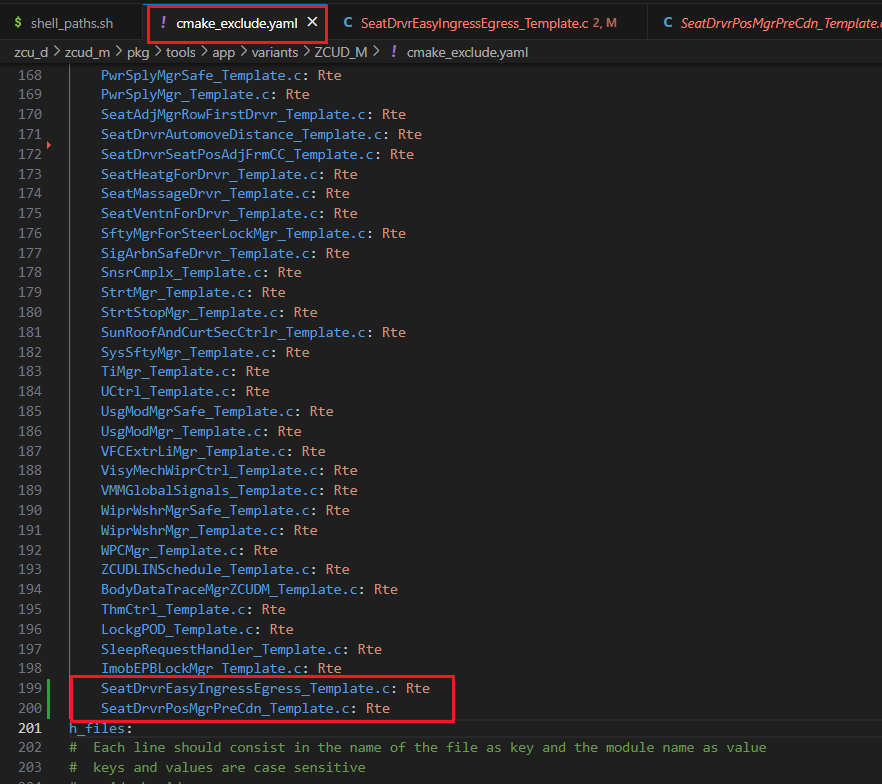 $ shell_paths.sh ! cmake_exclude.yaml × C SeatDrvrEasyIngressEgress_Template.c 2, M C SeatDrvrPosMgrPreCdn_Template.c
zcu_d > zcud_m > pkg > tools > app > variants > ZCUD_M > ! cmake_exclude.yaml
168 PwrSplyMgrSafe_Template.c: Rte
169 PwrSplyMgr_Template.c: Rte
170 SeatAdjMgrRowFirstDrvr_Template.c: Rte
171 SeatDrvrAutomoveDistance_Template.c: Rte
172 SeatDrvrSeatPosAdjFrmCC_Template.c: Rte
173 SeatHeatgForDrvr_Template.c: Rte
174 SeatMassageDrvr_Template.c: Rte
175 SeatVentnForDrvr_Template.c: Rte
176 SftyMgrForSteerLockMgr_Template.c: Rte
177 SigArbnSafeDrvr_Template.c: Rte
178 SnsrCmplx_Template.c: Rte
179 StrtMgr_Template.c: Rte
180 StrtStopMgr_Template.c: Rte
181 SunRoofAndCurtSecCtrlr_Template.c: Rte
182 SysSftyMgr_Template.c: Rte
183 TiMgr_Template.c: Rte
184 UCtrl_Template.c: Rte
185 UsgModMgrSafe_Template.c: Rte
186 UsgModMgr_Template.c: Rte
187 VFCExtrLiMgr_Template.c: Rte
188 VisyMechWiprCtrl_Template.c: Rte
189 VMMGlobalSignals_Template.c: Rte
190 WiprWshrMgrSafe_Template.c: Rte
191 WiprWshrMgr_Template.c: Rte
192 WPCMgr_Template.c: Rte
193 ZCUDLINSchedule_Template.c: Rte
194 BodyDataTraceMgrZCUDM_Template.c: Rte
195 ThmCtrl_Template.c: Rte
196 LockgPOD_Template.c: Rte
197 SleepRequestHandler_Template.c: Rte
198 ImobEPBLockMgr_Template.c: Rte
199 SeatDrvrEasyIngressEgress_Template.c: Rte
200 SeatDrvrPosMgrPreCdn_Template.c: Rte
201 h_files:
202 # Each line should consist in the name of the file as key and the module name as value
203 # keys and values are case sensitive